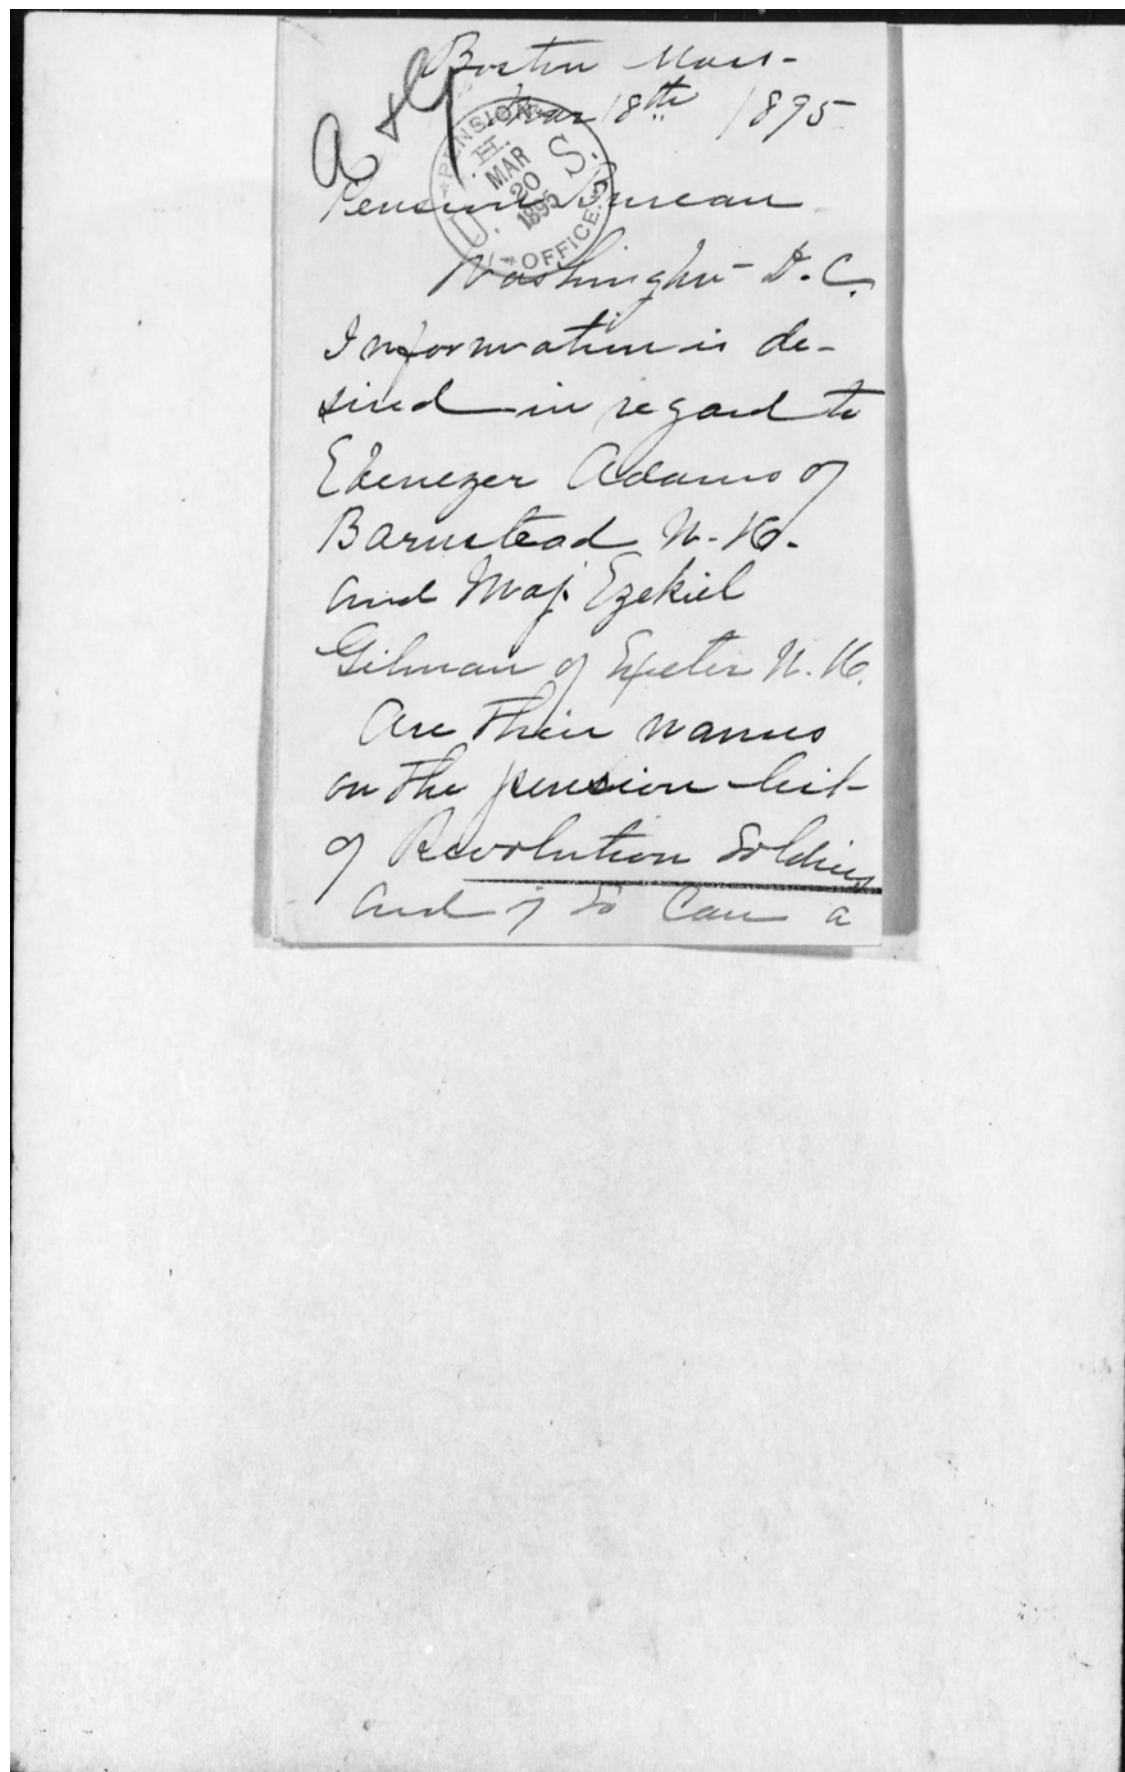 Boston Mass-
Mar 18th 1895
A & G
U. S. PENSION OFFICE
H.
MAR
20
1895
Pension Bureau
Washington D.C.
Information is de-
sired in regard to
Ebenezer Adams of
Barnstead N.H.
and Maj. Ezekiel
Gilman of Exeter N.H.
Are their names
on the pension list
of Revolution Soldiers
And if so Can a